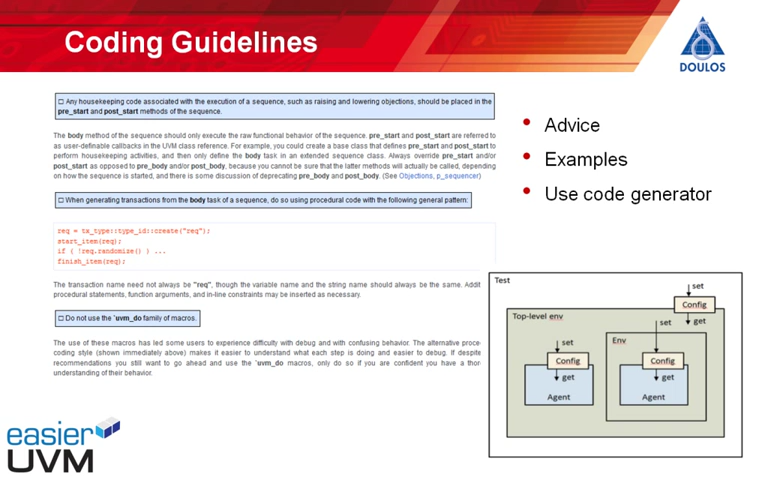 Coding Guidelines
DOULOS
□ Any housekeeping code associated with the execution of a sequence, such as raising and lowering objections, should be placed in the
pre_start and post_start methods of the sequence.
The body method of the sequence should only execute the raw functional behavior of the sequence. pre_start and post_start are referred to
as user-definable callbacks in the UVM class reference. For example, you could create a base class that defines pre_start and post_start to
perform housekeeping activities, and then only define the body task in an extended sequence class. Always override pre_start and/or
post_start as opposed to pre_body and/or post_body, because you cannot be sure that the latter methods will actually be called, depending
on how the sequence is started, and there is some discussion of deprecating pre_body and post_body. (See Objections, p_sequencer)
□ When generating transactions from the body task of a sequence, do so using procedural code with the following general pattern:
req = tx_type::type_id::create("req");
start_item(req);
if ( !req.randomize() ) ...
finish_item(req);
The transaction name need not always be "req", though the variable name and the string name should always be the same. Addit
procedural statements, function arguments, and in-line constraints may be inserted as necessary.
□ Do not use the `uvm_do family of macros.
The use of these macros has led some users to experience difficulty with debug and with confusing behavior. The alternative proce
coding style (shown immediately above) makes it easier to understand what each step is doing and easier to debug. If despite
recommendations you still want to go ahead and use the `uvm_do macros, only do so if you are confident you have a thor
understanding of their behavior.
• Advice
• Examples
• Use code generator
Test
set
Config
get
Top-level env
set
Env
set
Config
Config
get
get
Agent
Agent
easier
UVM